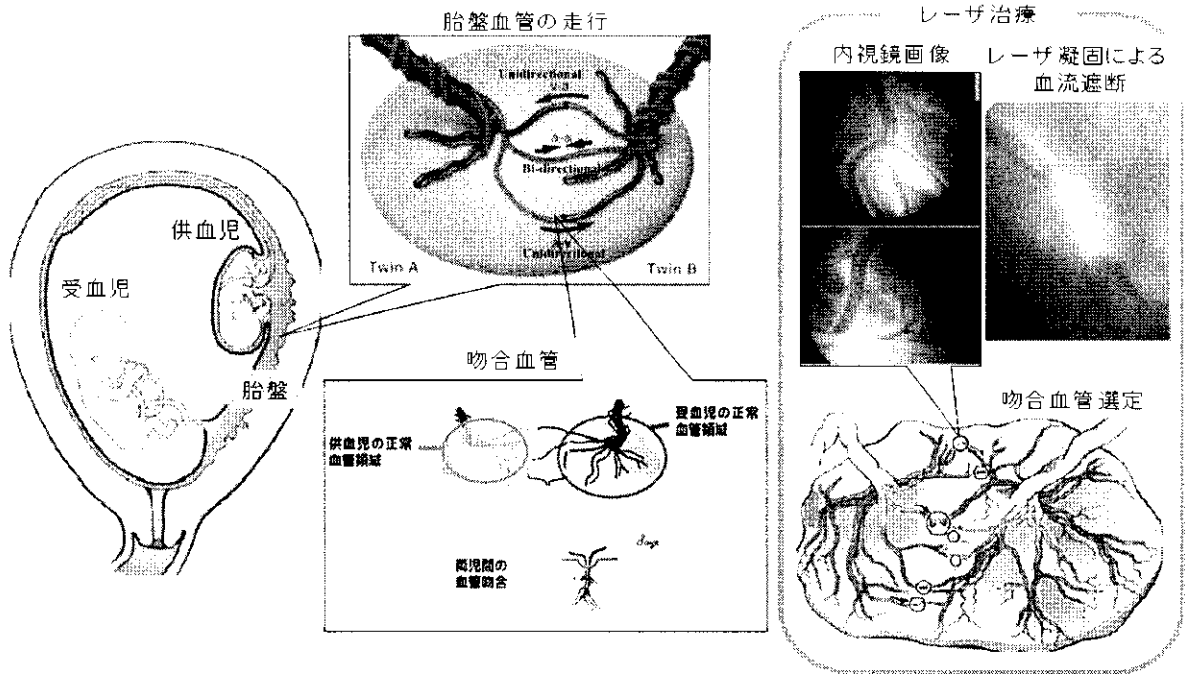 胎盤血管の走行
Unidirectional
Bi-directional
Unidirectional
Twin A
Twin B
供血児
受血児
胎盤
吻合血管
供血児の正常
血管領域
受血児の正常
血管領域
両児間の
血管吻合
レーザ治療
内視鏡画像
レーザ凝固による
血流遮断
吻合血管選定